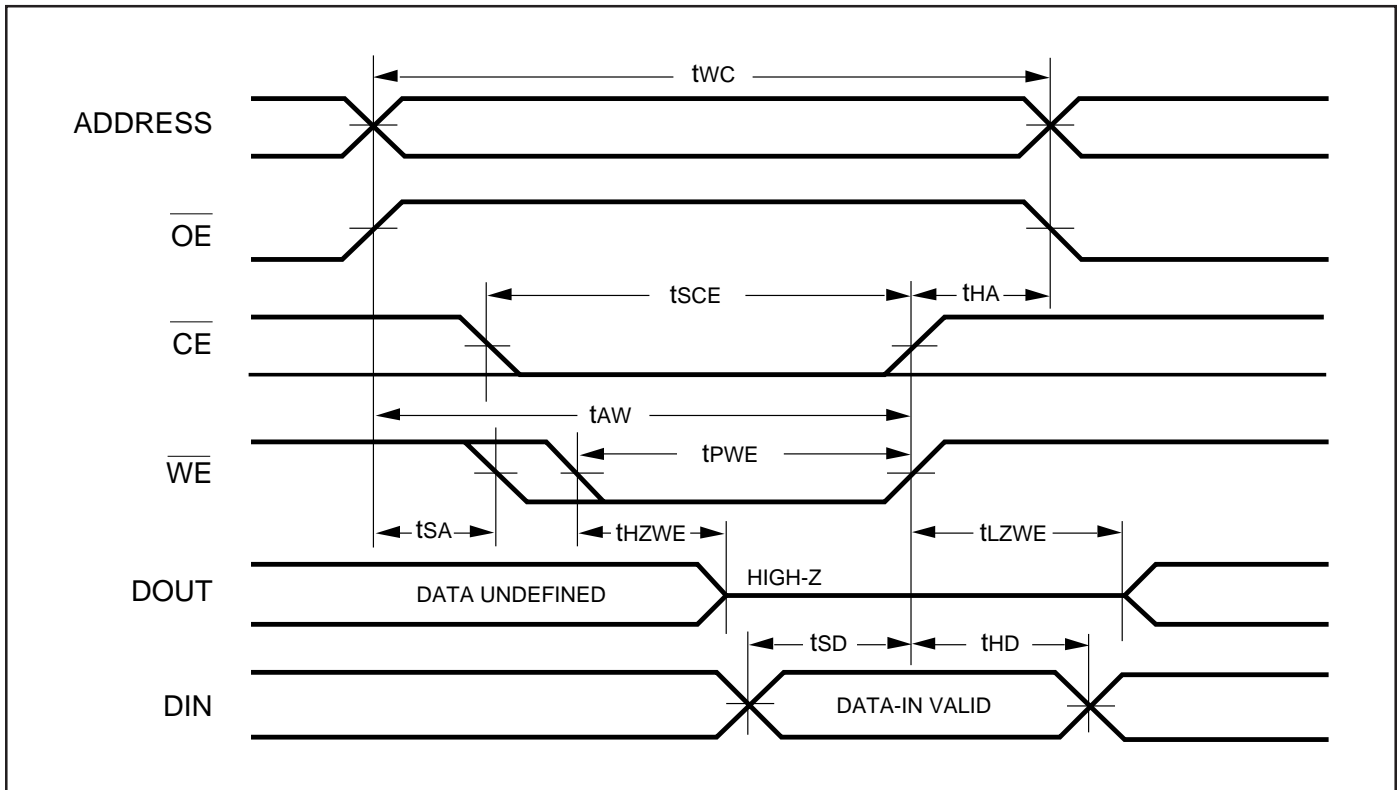 tWC
ADDRESS
OE
tSCE
tHA
CE
tAW
tPWE
WE
tSA
tHZWE
tLZWE
HIGH-Z
DOUT
DATA UNDEFINED
tSD
tHD
DIN
DATA-IN VALID